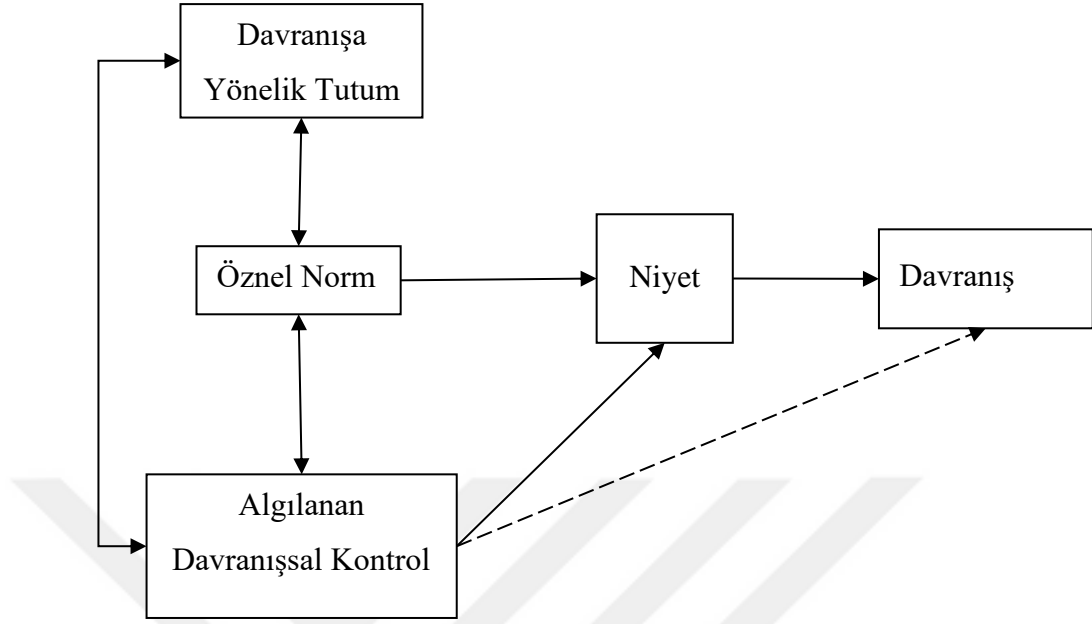 Davranışa
Yönelik Tutum
Öznel Norm
Niyet
Davranış
Algılanan
Davranışsal Kontrol